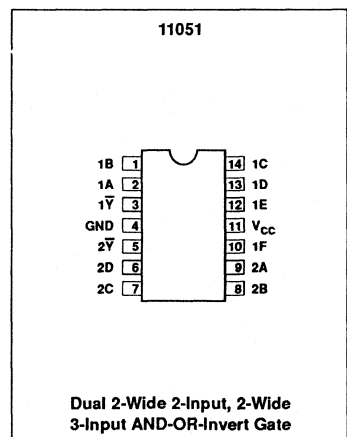 11051
1B 1 14 1C
1A 2 13 1D
1Y̅ 3 12 1E
GND 4 11 VCC
2Y̅ 5 10 1F
2D 6 9 2A
2C 7 8 2B
Dual 2-Wide 2-Input, 2-Wide
3-Input AND-OR-Invert Gate